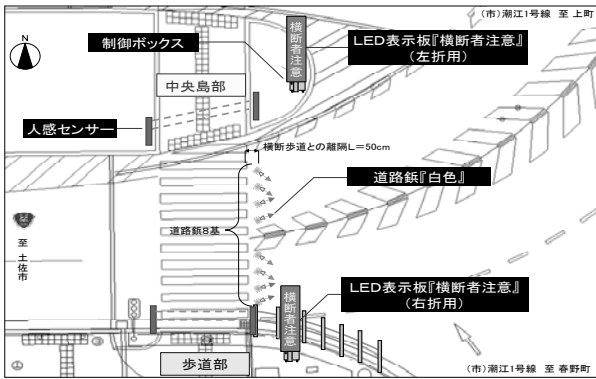 (市)潮江1号線 至 上町
N
制御ボックス
横断者注意
LED表示板『横断者注意』
(左折用)
中央島部
人感センサー
横断歩道との離隔L=50cm
道路鋲『白色』
道路鋲8基
至 土佐市
横断者注意
LED表示板『横断者注意』
(右折用)
歩道部
(市)潮江1号線 至 春野町